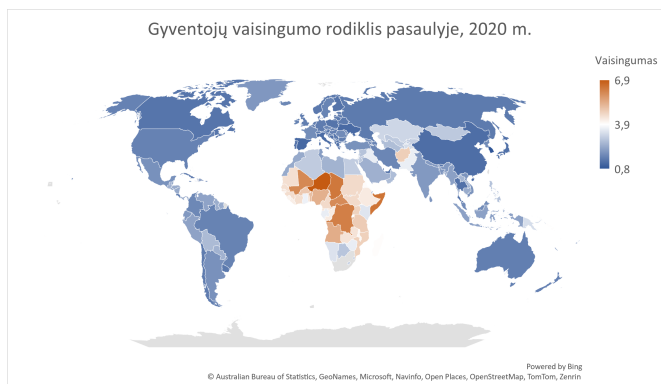 Gyventojų vaisingumo rodiklis pasaulyje, 2020 m.
Vaisingumas
6,9
3,9
0,8
Powered by Bing
© Australian Bureau of Statistics, GeoNames, Microsoft, Navinfo, Open Places, OpenStreetMap, TomTom, Zenrin